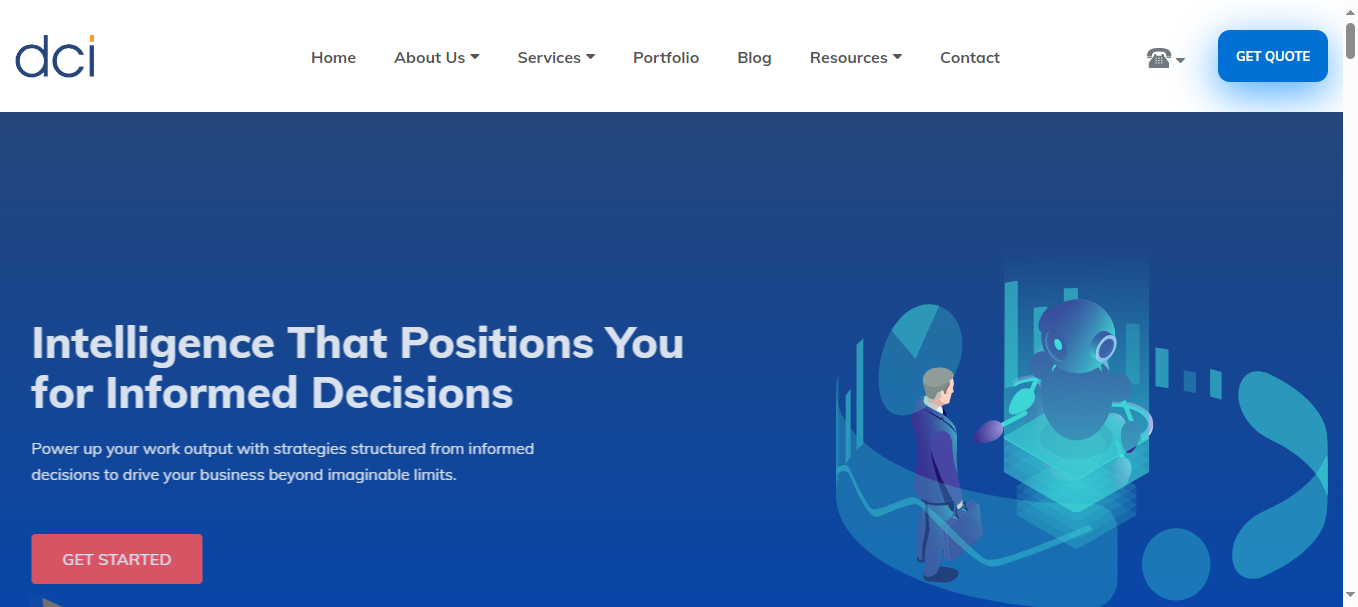 dci
Home About Us Services Portfolio Blog Resources Contact GET QUOTE
Intelligence That Positions You
for Informed Decisions
Power up your work output with strategies structured from informed
decisions to drive your business beyond imaginable limits.
GET STARTED